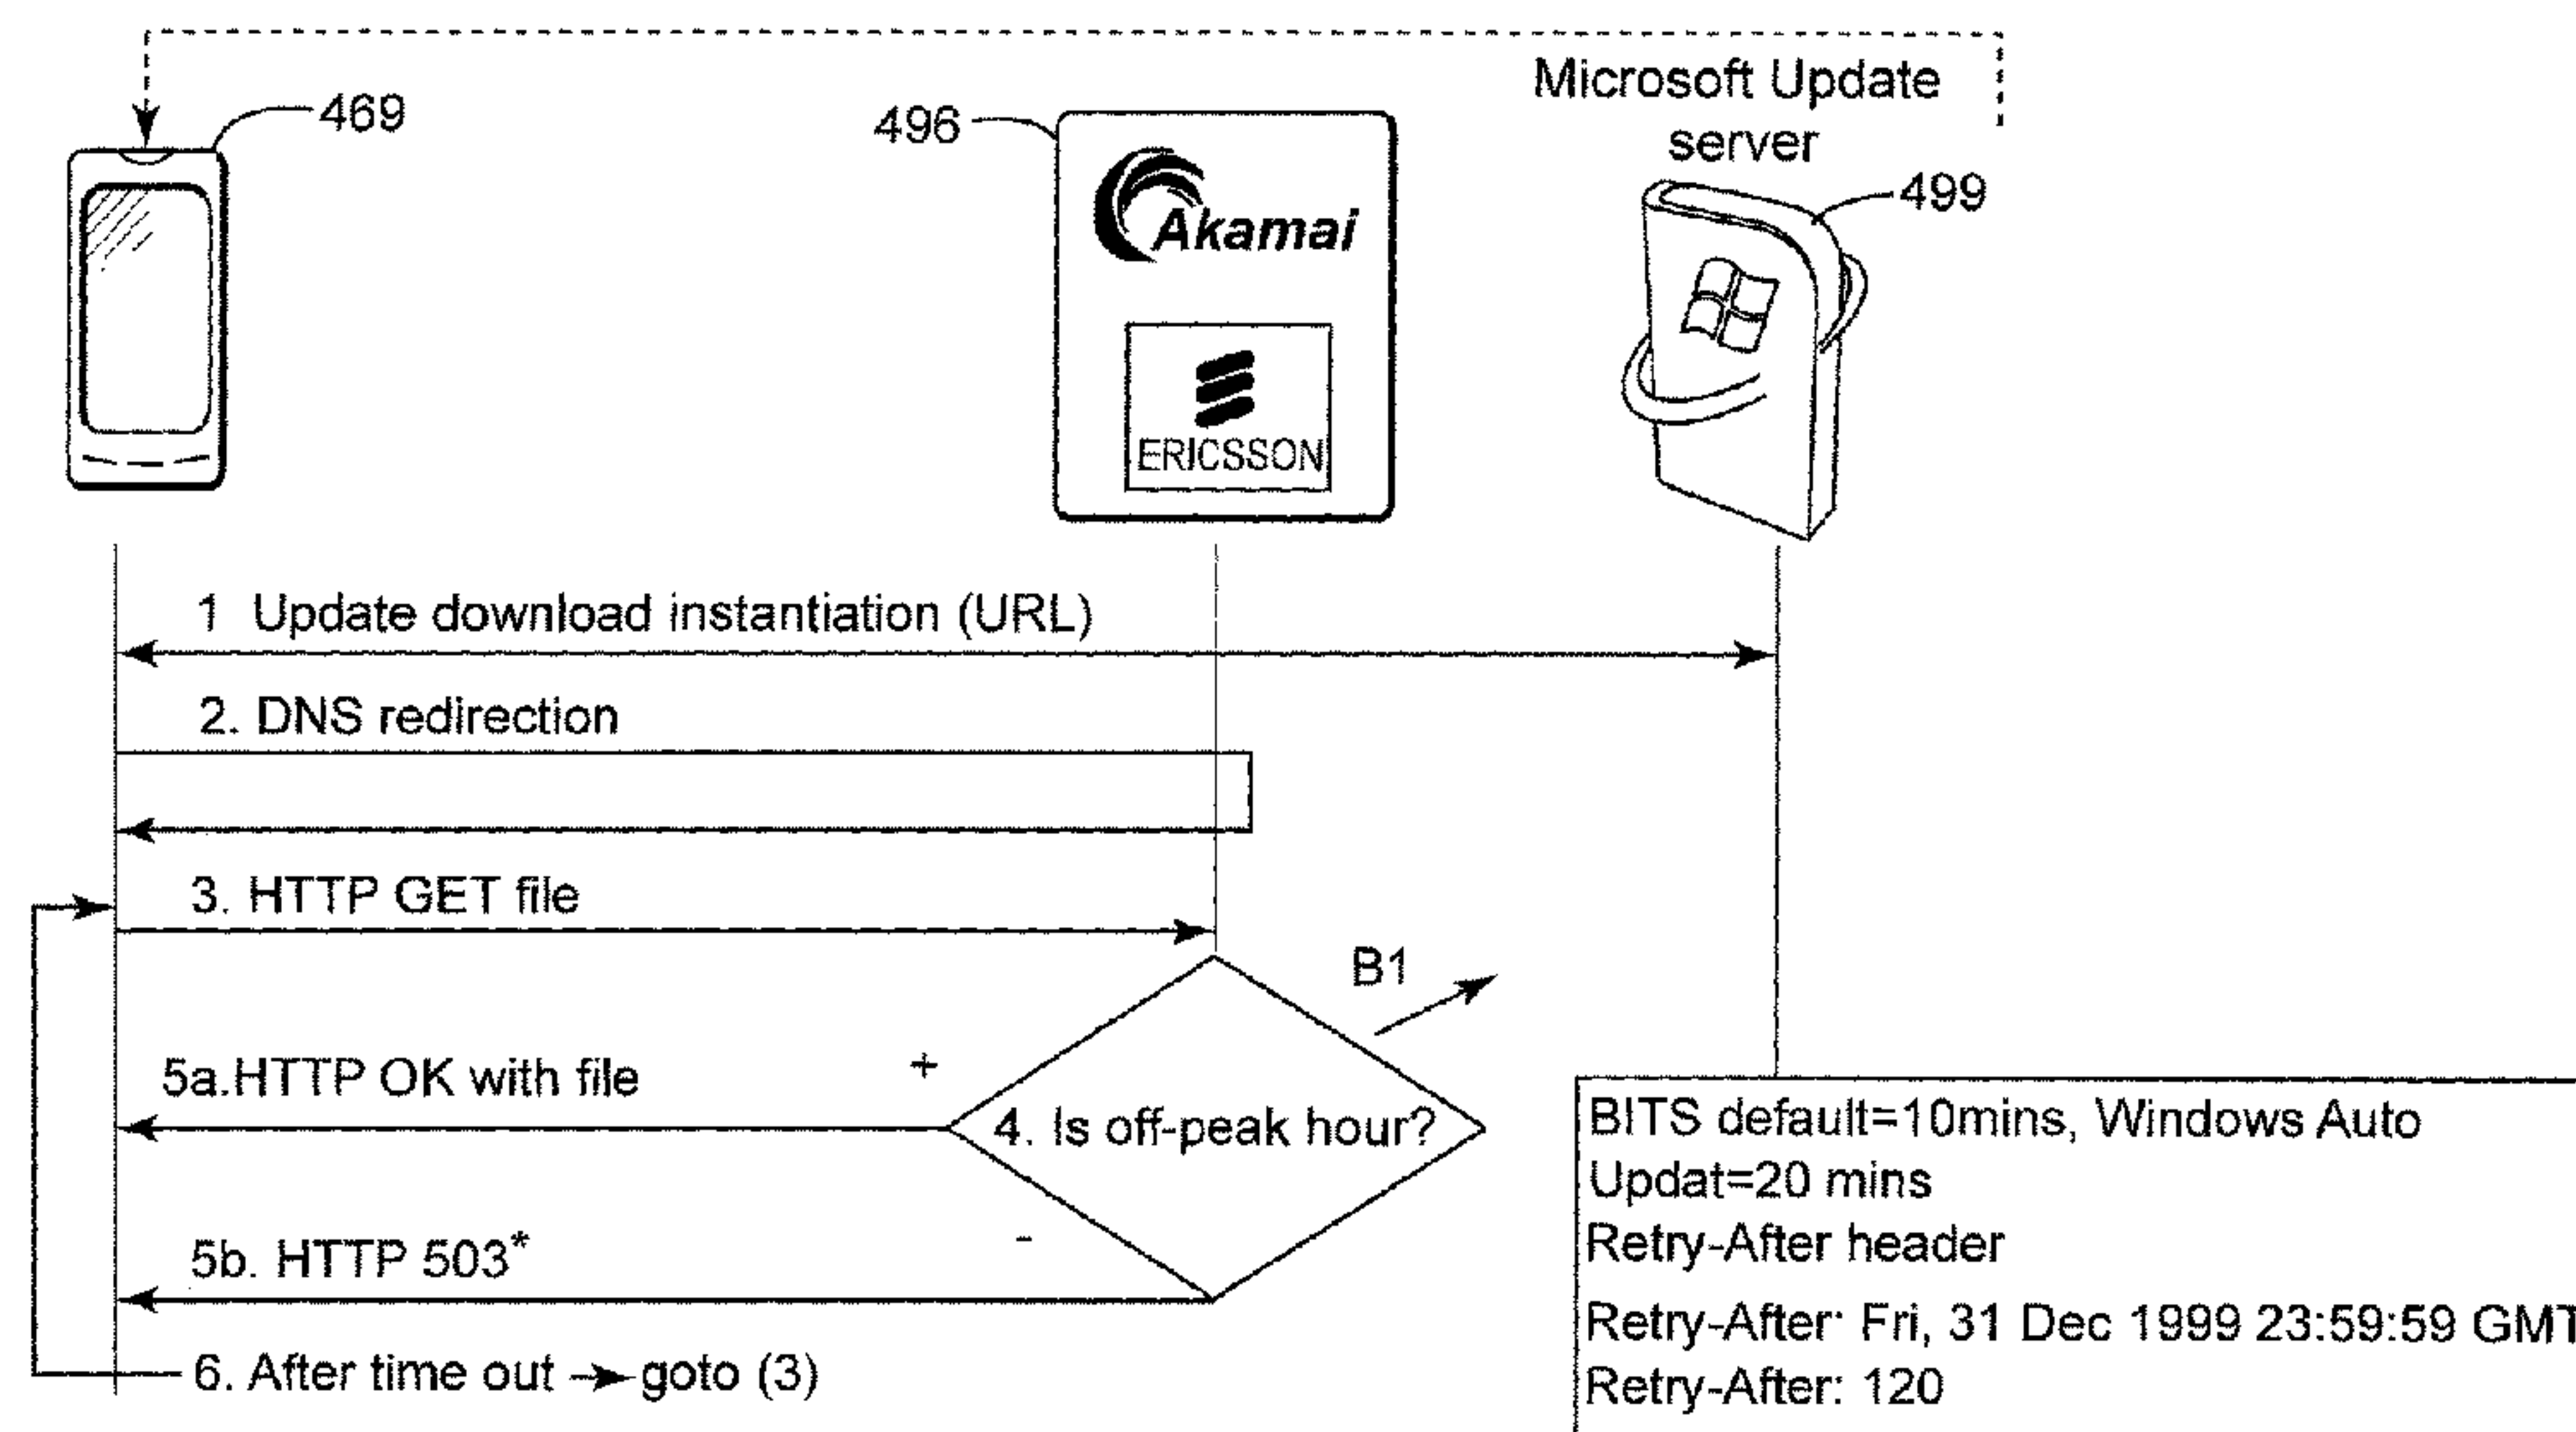 Microsoft Update
server
469
496
499
Akamai
ERICSSON
1 Update download instantiation (URL)
2. DNS redirection
3. HTTP GET file
B1
5a.HTTP OK with file
+
4. Is off-peak hour?
5b. HTTP 503*
-
6. After time out → goto (3)
BITS default=10mins, Windows Auto
Updat=20 mins
Retry-After header
Retry-After: Fri, 31 Dec 1999 23:59:59 GMT
Retry-After: 120